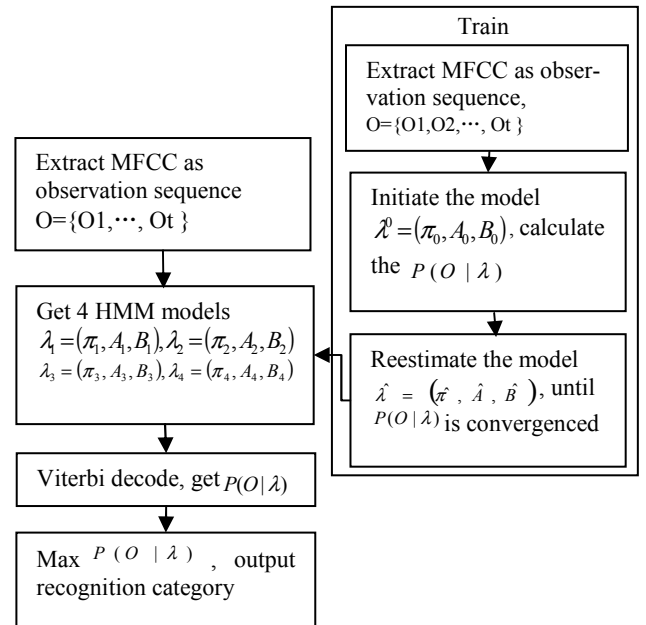 Train
Extract MFCC as obser-
vation sequence,
O={O1,O2,⋯, Ot }
Initiate the model
λ⁰ = (π₀, A₀, B₀), calculate
the P(O | λ)
Reestimate the model
λ̂ = (π̂, Â, B̂), until
P(O | λ) is convergenced
Extract MFCC as
observation sequence
O={O1,⋯, Ot }
Get 4 HMM models
λ₁ = (π₁, A₁, B₁), λ₂ = (π₂, A₂, B₂)
λ₃ = (π₃, A₃, B₃), λ₄ = (π₄, A₄, B₄)
Viterbi decode, get P(O | λ)
Max P(O | λ) , output
recognition category